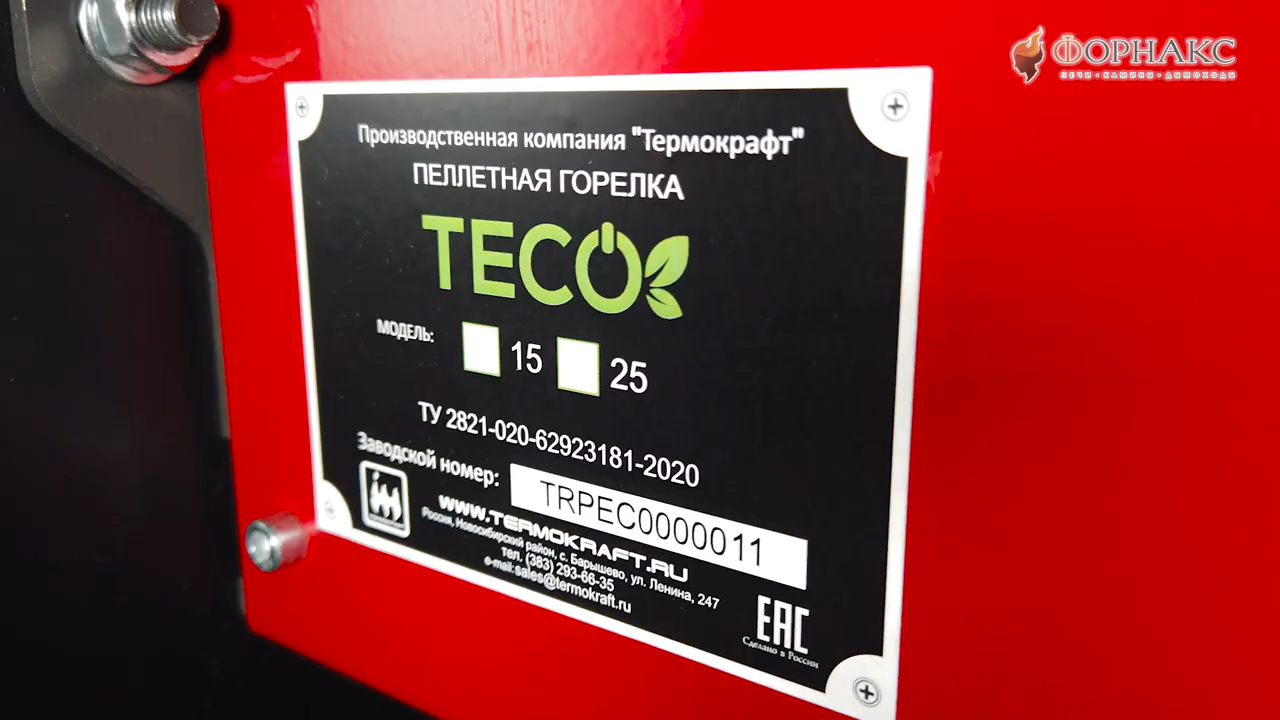 ФОРНАКС
ПЕЧИ • КАМИНЫ • ДЫМОХОДЫ
Производственная компания "Термокрафт"
ПЕЛЛЕТНАЯ ГОРЕЛКА
TECO
МОДЕЛЬ: 15 25
ТУ 2821-020-62923181-2020
Заводской номер: TRPEC0000011
WWW.TERMOKRAFT.RU
Россия, Новосибирский район, с. Барышево, ул. Ленина, 247
тел. (383) 293-66-35
e-mail: sales@termokraft.ru
EAC
Сделано в России